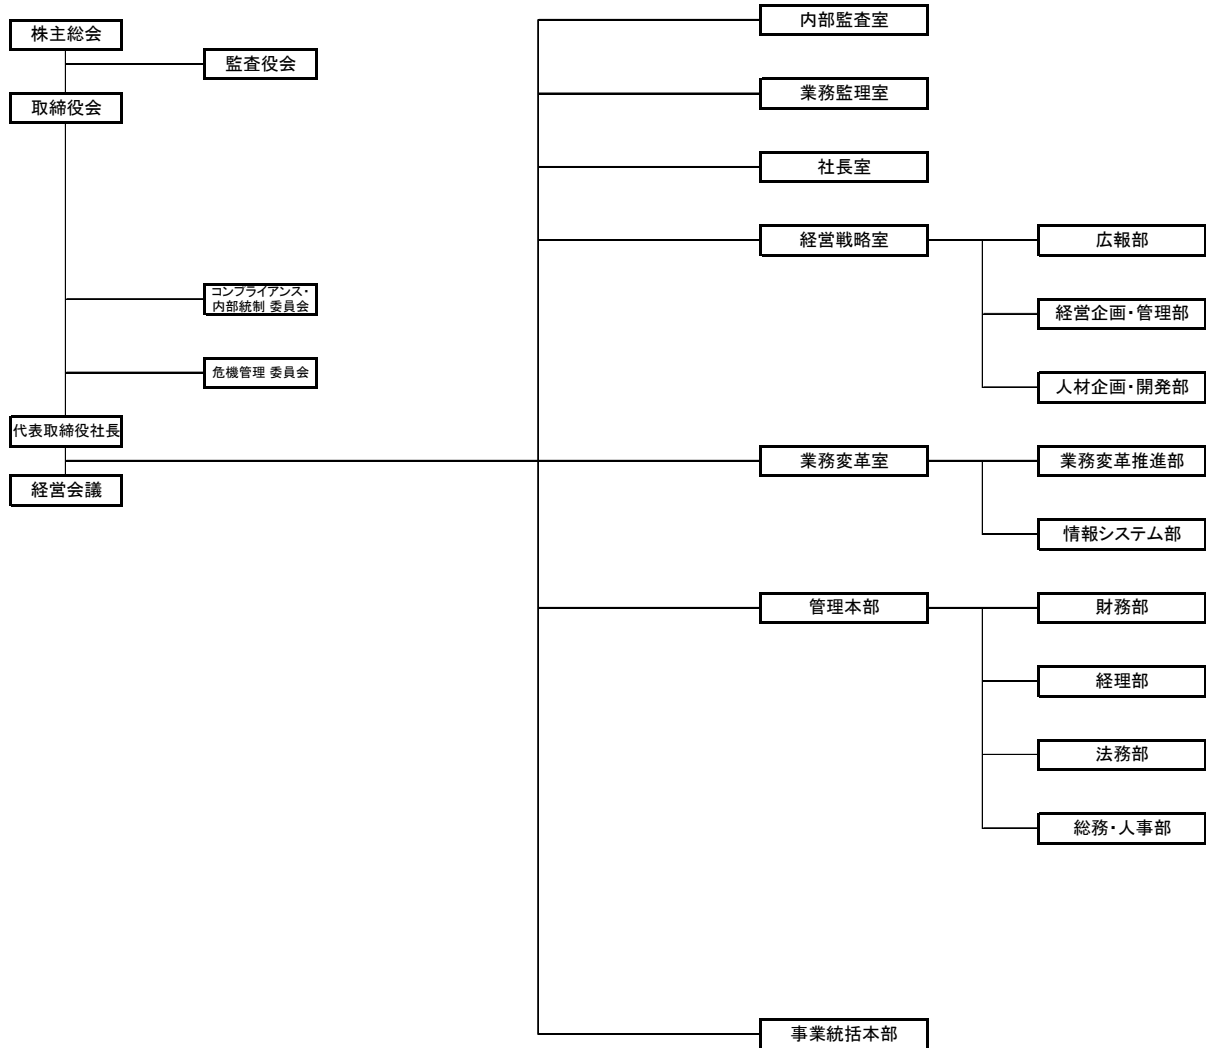 株主総会
監査役会
取締役会
コンプライアンス・
内部統制 委員会
危機管理 委員会
代表取締役社長
経営会議
内部監査室
業務監理室
社長室
経営戦略室
広報部
経営企画・管理部
人材企画・開発部
業務変革室
業務変革推進部
情報システム部
管理本部
財務部
経理部
法務部
総務・人事部
事業統括本部